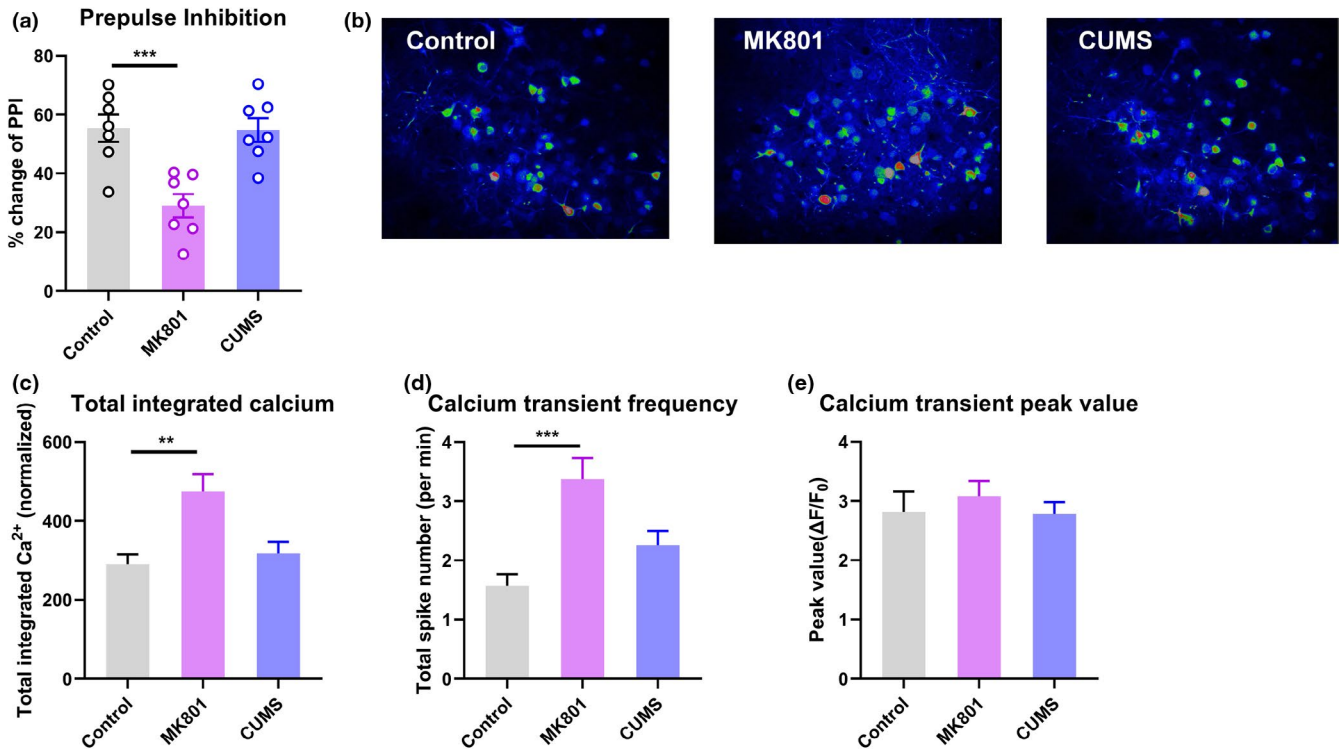 (a)
Prepulse Inhibition
% change of PPI
80
60
40
20
0
***
Control
MK801
CUMS
(b)
Control
MK801
CUMS
(c)
Total integrated calcium
Total integrated Ca²⁺ (normalized)
600
400
200
0
**
Control
MK801
CUMS
(d)
Calcium transient frequency
Total spike number (per min)
4
3
2
1
0
***
Control
MK801
CUMS
(e)
Calcium transient peak value
Peak value(ΔF/F₀)
4
3
2
1
0
Control
MK801
CUMS